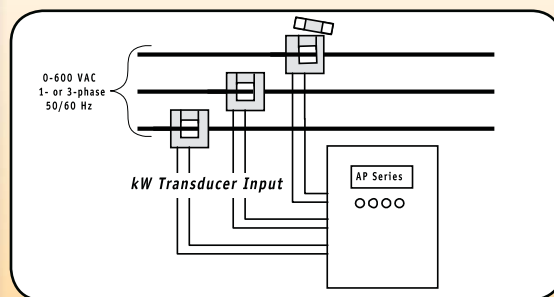 0-600 VAC
1- or 3-phase
50/60 Hz
kW Transducer Input
AP Series